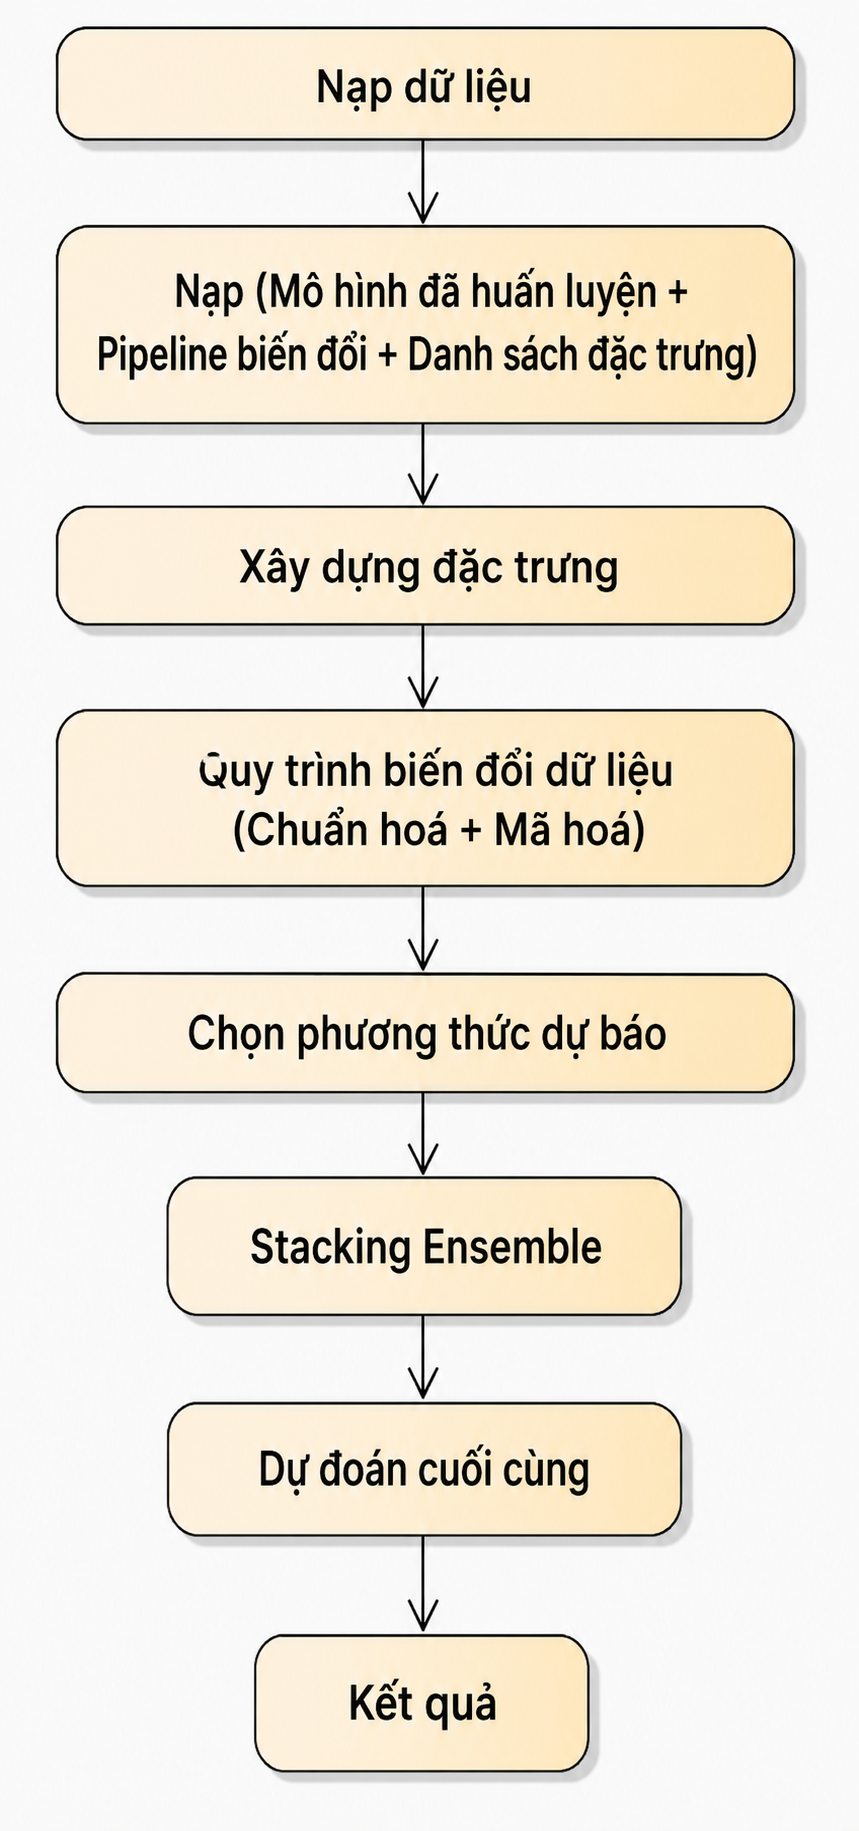 Nạp dữ liệu
Nạp (Mô hình đã huấn luyện +
Pipeline biến đổi + Danh sách đặc trưng)
Xây dựng đặc trưng
Quy trình biến đổi dữ liệu
(Chuẩn hoá + Mã hoá)
Chọn phương thức dự báo
Stacking Ensemble
Dự đoán cuối cùng
Kết quả